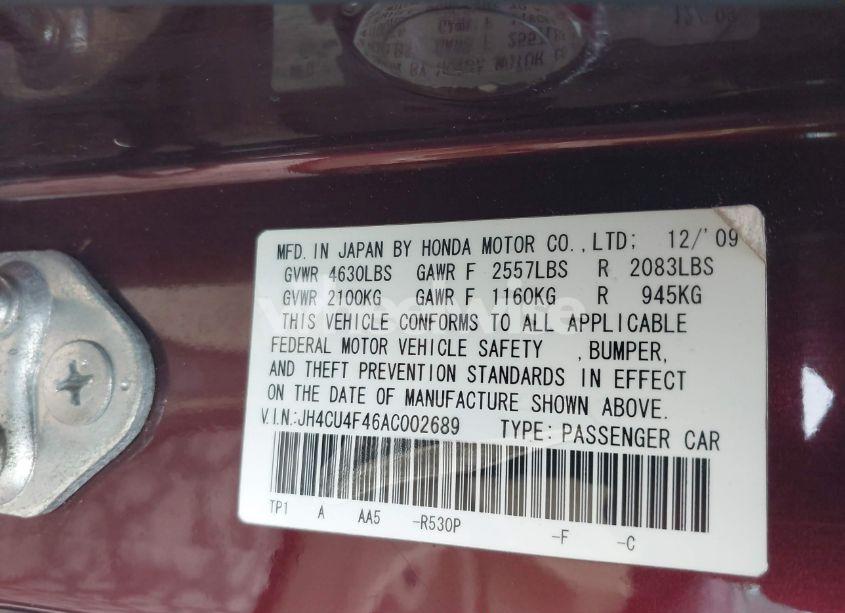 MFD. IN JAPAN BY HONDA MOTOR CO., LTD; 12/'09
GVWR 4630LBS GAWR F 2557LBS R 2083LBS
GVWR 2100KG GAWR F 1160KG R 945KG
THIS VEHICLE CONFORMS TO ALL APPLICABLE
FEDERAL MOTOR VEHICLE SAFETY , BUMPER,
AND THEFT PREVENTION STANDARDS IN EFFECT
ON THE DATE OF MANUFACTURE SHOWN ABOVE.
V.I.N.:JH4CU4F46AC002689 TYPE: PASSENGER CAR
TP1 A AA5 -R530P -F -C